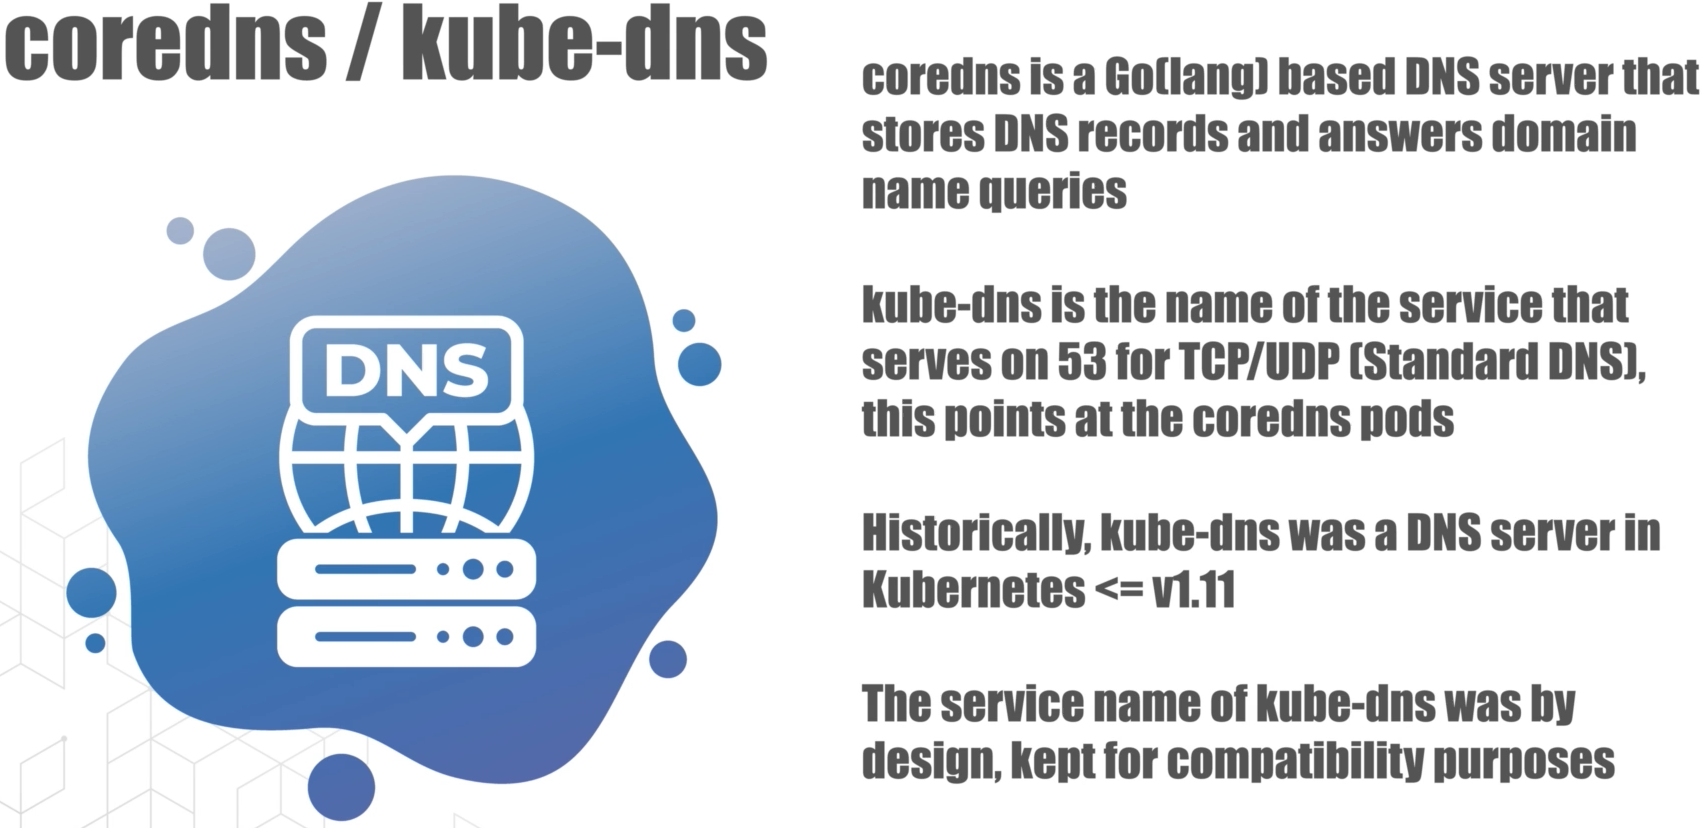 coredns / kube-dns
DNS
coredns is a Go(lang) based DNS server that
stores DNS records and answers domain
name queries
kube-dns is the name of the service that
serves on 53 for TCP/UDP (Standard DNS),
this points at the coredns pods
Historically, kube-dns was a DNS server in
Kubernetes <= v1.11
The service name of kube-dns was by
design, kept for compatibility purposes